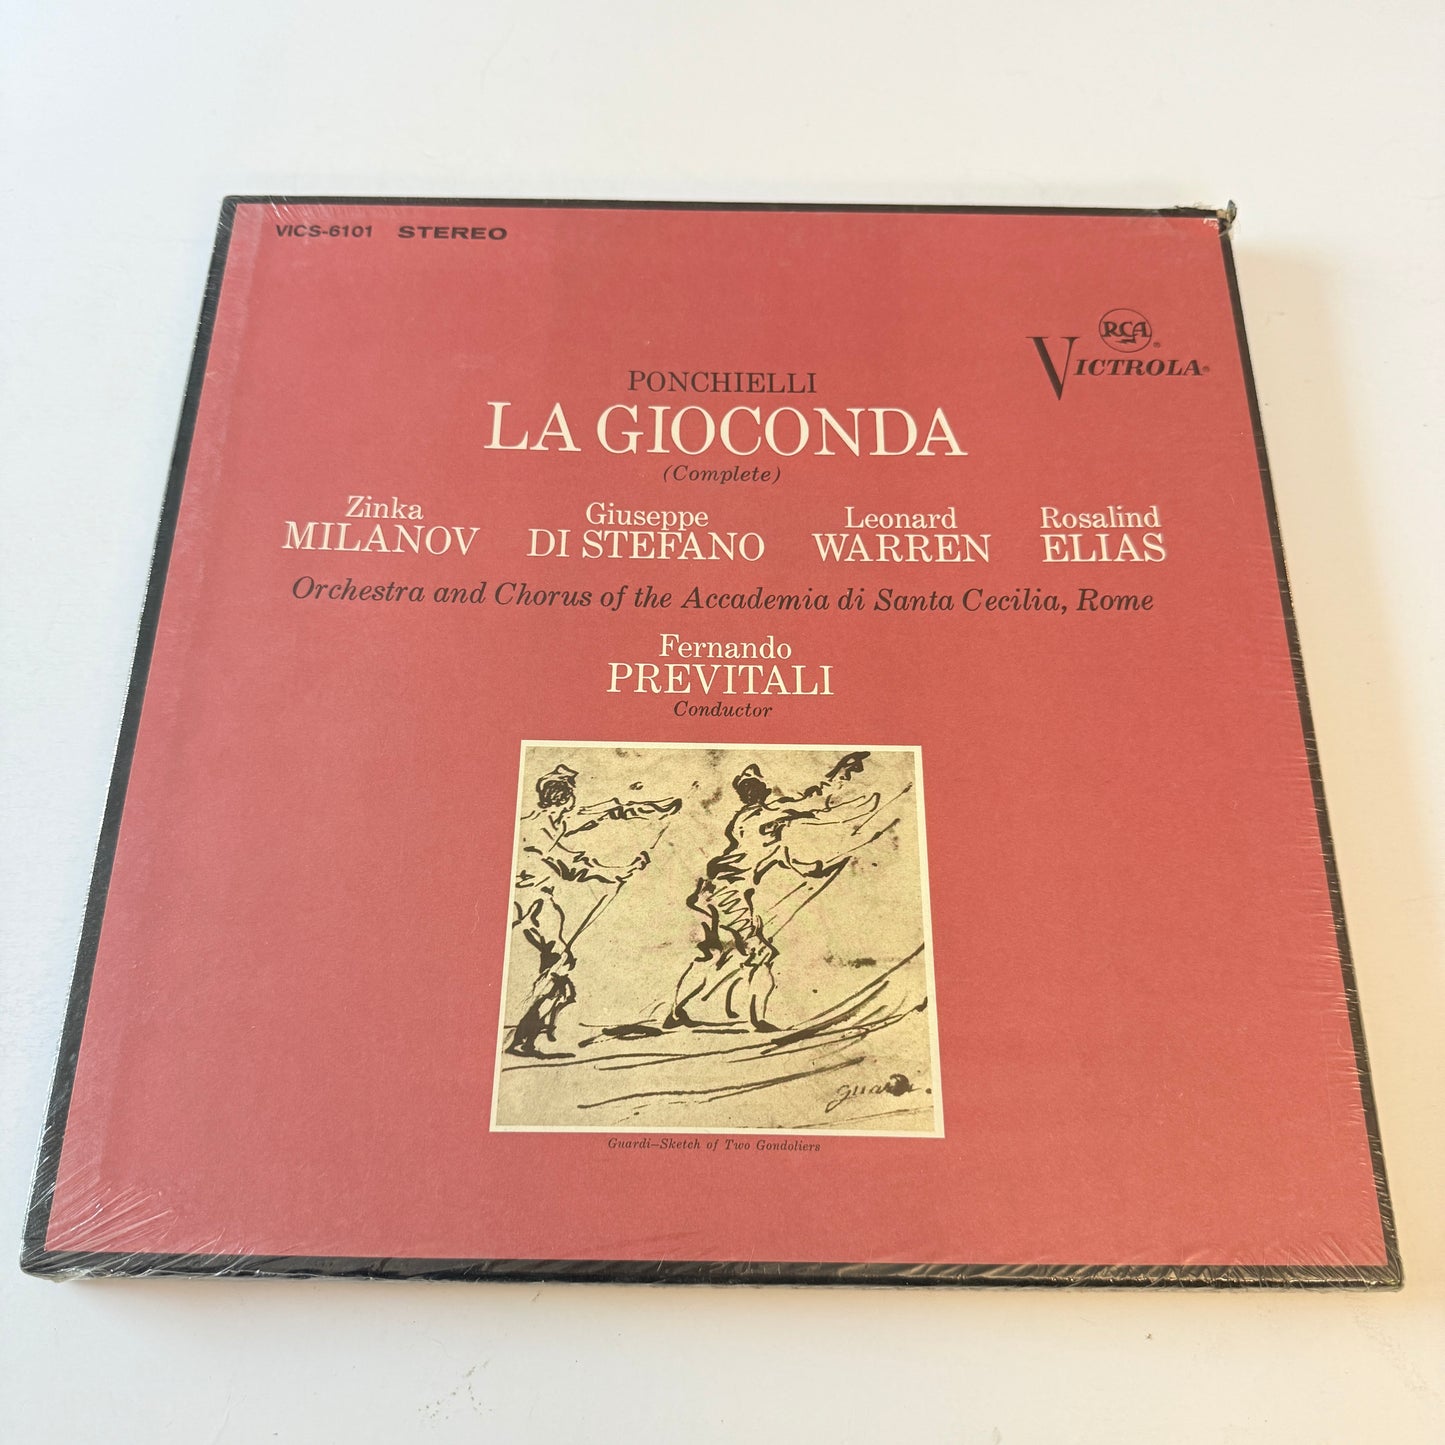 VICS-6101 STEREO
RCA®
VICTROLA®
PONCHIELLI
LA GIOCONDA
(Complete)
Zinka Giuseppe Leonard Rosalind
MILANOV DI STEFANO WARREN ELIAS
Orchestra and Chorus of the Accademia di Santa Cecilia, Rome
Fernando
PREVITALI
Conductor
Guardi.
Guardi—Sketch of Two Gondoliers